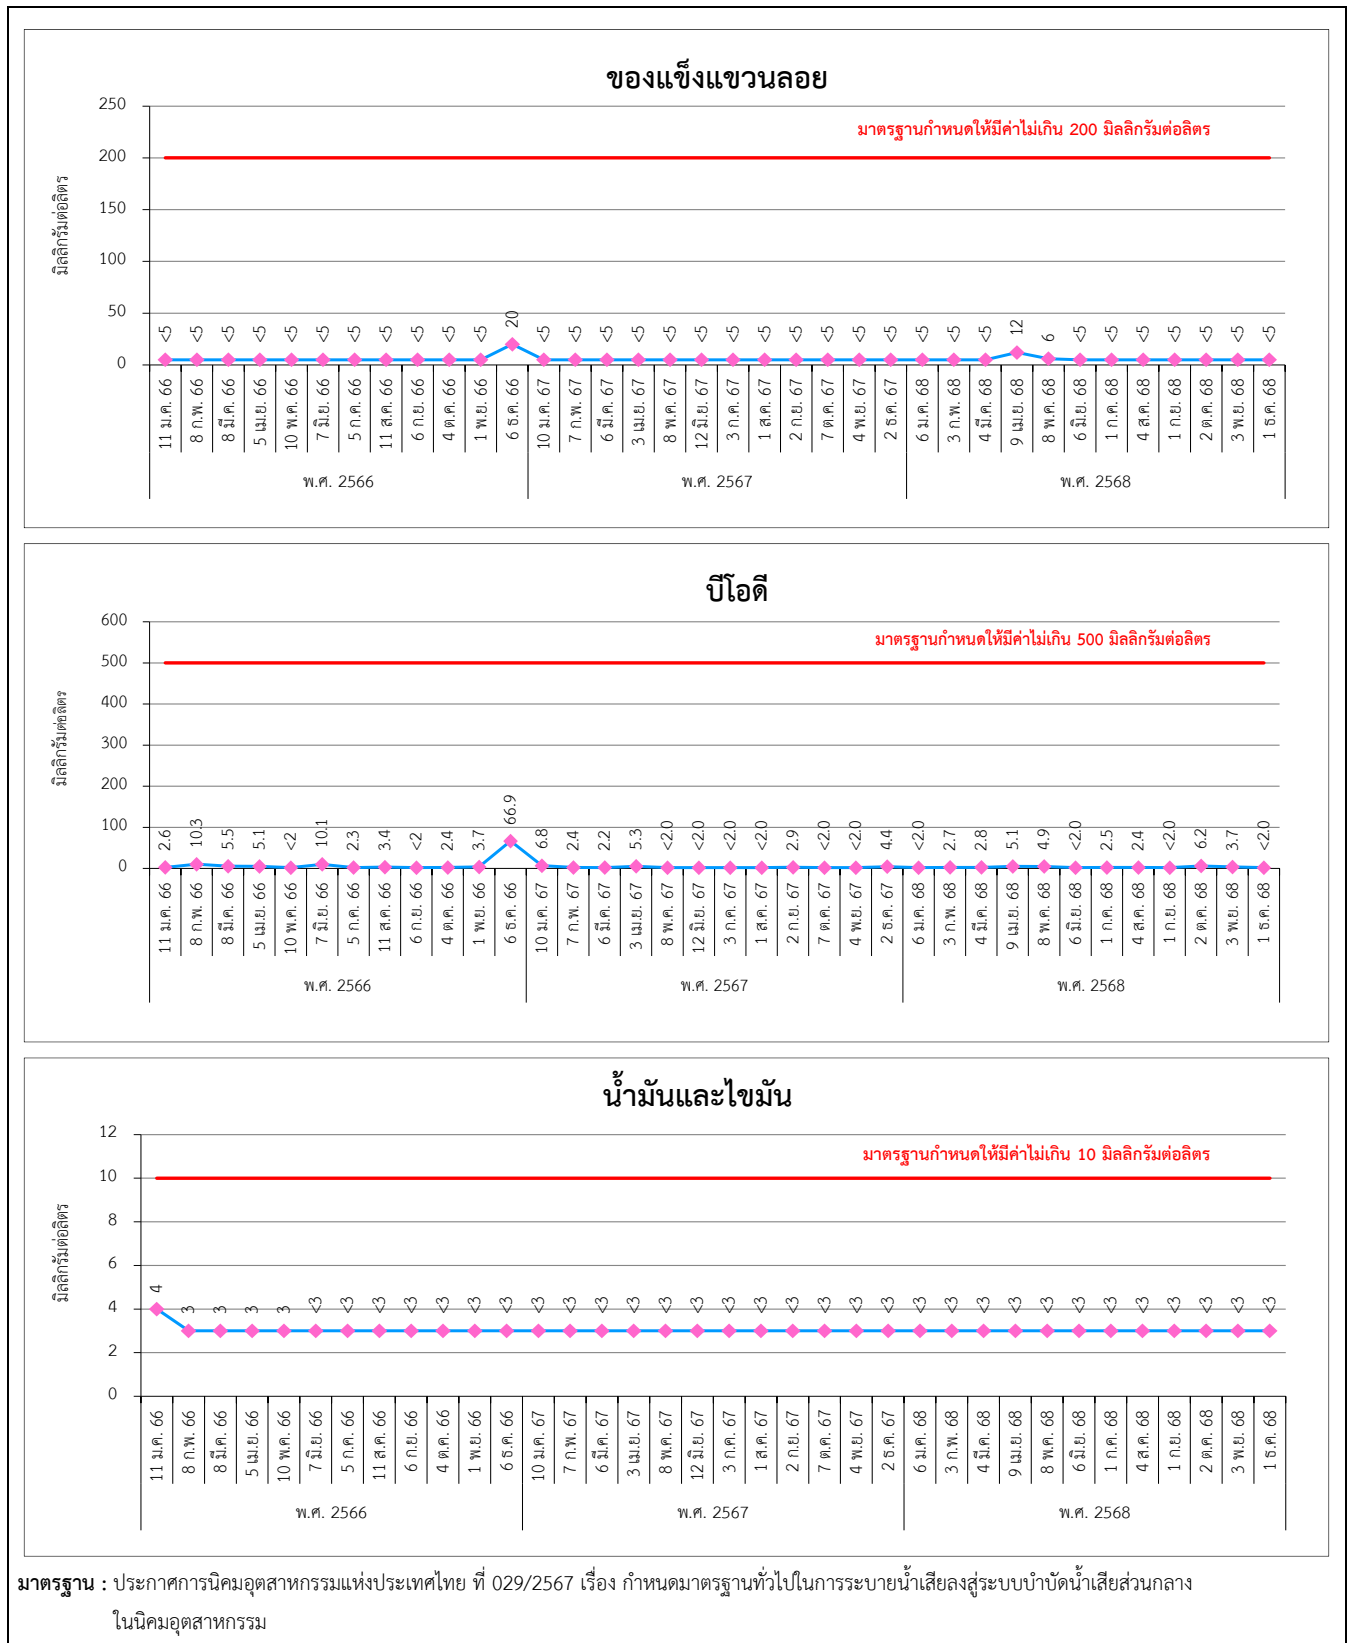 ของแข็งแขวนลอย
250
มาตรฐานกำหนดให้มีค่าไม่เกิน 200 มิลลิกรัมต่อลิตร
200
150
100
50
0
มิลลิกรัมต่อลิตร
<5 <5 <5 <5 <5 <5 <5 <5 <5 <5 <5 20 <5 <5 <5 <5 <5 <5 <5 <5 <5 <5 <5 <5 <5 <5 <5 12 6 <5 <5 <5 <5 <5 <5 <5
11 ม.ค. 66 8 ก.พ. 66 8 มี.ค. 66 5 เม.ย. 66 10 พ.ค. 66 7 มิ.ย. 66 5 ก.ค. 66 11 ส.ค. 66 6 ก.ย. 66 4 ต.ค. 66 1 พ.ย. 66 6 ธ.ค. 66 10 ม.ค. 67 7 ก.พ. 67 6 มี.ค. 67 3 เม.ย. 67 8 พ.ค. 67 12 มิ.ย. 67 3 ก.ค. 67 1 ส.ค. 67 2 ก.ย. 67 7 ต.ค. 67 4 พ.ย. 67 2 ธ.ค. 67 6 ม.ค. 68 3 ก.พ. 68 4 มี.ค. 68 9 เม.ย. 68 8 พ.ค. 68 6 มิ.ย. 68 1 ก.ค. 68 4 ส.ค. 68 1 ก.ย. 68 2 ต.ค. 68 3 พ.ย. 68 1 ธ.ค. 68
พ.ศ. 2566 พ.ศ. 2567 พ.ศ. 2568
บีโอดี
600
มาตรฐานกำหนดให้มีค่าไม่เกิน 500 มิลลิกรัมต่อลิตร
500
400
300
200
100
0
มิลลิกรัมต่อลิตร
2.6 10.3 5.5 5.1 <2 10.1 2.3 3.4 <2 2.4 3.7 66.9 6.8 2.4 2.2 5.3 <2.0 <2.0 <2.0 <2.0 2.9 <2.0 <2.0 4.4 <2.0 2.7 2.8 5.1 4.9 <2.0 2.5 2.4 <2.0 6.2 3.7 <2.0
11 ม.ค. 66 8 ก.พ. 66 8 มี.ค. 66 5 เม.ย. 66 10 พ.ค. 66 7 มิ.ย. 66 5 ก.ค. 66 11 ส.ค. 66 6 ก.ย. 66 4 ต.ค. 66 1 พ.ย. 66 6 ธ.ค. 66 10 ม.ค. 67 7 ก.พ. 67 6 มี.ค. 67 3 เม.ย. 67 8 พ.ค. 67 12 มิ.ย. 67 3 ก.ค. 67 1 ส.ค. 67 2 ก.ย. 67 7 ต.ค. 67 4 พ.ย. 67 2 ธ.ค. 67 6 ม.ค. 68 3 ก.พ. 68 4 มี.ค. 68 9 เม.ย. 68 8 พ.ค. 68 6 มิ.ย. 68 1 ก.ค. 68 4 ส.ค. 68 1 ก.ย. 68 2 ต.ค. 68 3 พ.ย. 68 1 ธ.ค. 68
พ.ศ. 2566 พ.ศ. 2567 พ.ศ. 2568
น้ำมันและไขมัน
12
มาตรฐานกำหนดให้มีค่าไม่เกิน 10 มิลลิกรัมต่อลิตร
10
8
6
4
2
0
มิลลิกรัมต่อลิตร
4 3 3 3 3 <3 <3 <3 <3 <3 <3 <3 <3 <3 <3 <3 <3 <3 <3 <3 <3 <3 <3 <3 <3 <3 <3 <3 <3 <3 <3 <3 <3 <3 <3 <3
11 ม.ค. 66 8 ก.พ. 66 8 มี.ค. 66 5 เม.ย. 66 10 พ.ค. 66 7 มิ.ย. 66 5 ก.ค. 66 11 ส.ค. 66 6 ก.ย. 66 4 ต.ค. 66 1 พ.ย. 66 6 ธ.ค. 66 10 ม.ค. 67 7 ก.พ. 67 6 มี.ค. 67 3 เม.ย. 67 8 พ.ค. 67 12 มิ.ย. 67 3 ก.ค. 67 1 ส.ค. 67 2 ก.ย. 67 7 ต.ค. 67 4 พ.ย. 67 2 ธ.ค. 67 6 ม.ค. 68 3 ก.พ. 68 4 มี.ค. 68 9 เม.ย. 68 8 พ.ค. 68 6 มิ.ย. 68 1 ก.ค. 68 4 ส.ค. 68 1 ก.ย. 68 2 ต.ค. 68 3 พ.ย. 68 1 ธ.ค. 68
พ.ศ. 2566 พ.ศ. 2567 พ.ศ. 2568
มาตรฐาน : ประกาศการนิคมอุตสาหกรรมแห่งประเทศไทย ที่ 029/2567 เรื่อง กำหนดมาตรฐานทั่วไปในการระบายน้ำเสียลงสู่ระบบบำบัดน้ำเสียส่วนกลาง
ในนิคมอุตสาหกรรม